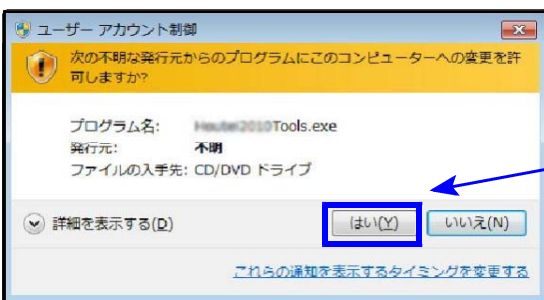 ユーザー アカウント制御
次の不明な発行元からのプログラムにこのコンピューターへの変更を許
可しますか?
プログラム名: Tools.exe
発行元: 不明
ファイルの入手先: CD/DVD ドライブ
詳細を表示する(D) はい(Y) いいえ(N)
これらの通知を表示するタイミングを変更する